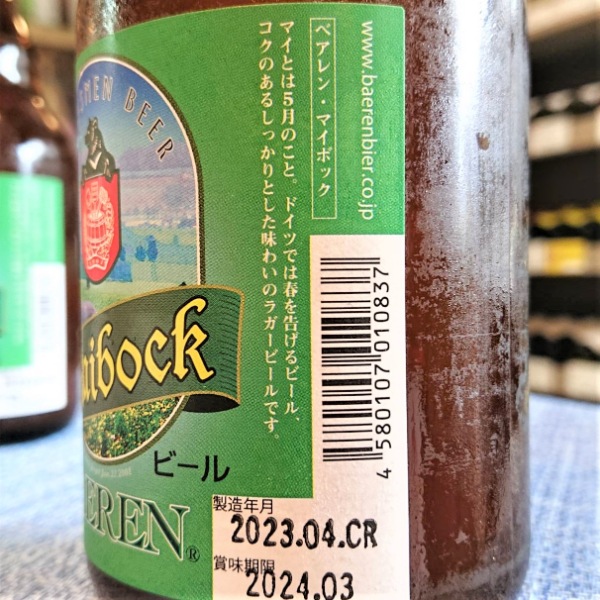 www.baerenbier.co.jp
ベアレン・マイボック
マイとは5月のこと。ドイツでは春を告げるビール、
コクのあるしっかりとした味わいのラガービールです。
BEER
ibock
ビール
EREN®
4 580107 010837
製造年月
2023.04.CR
賞味期限
2024.03